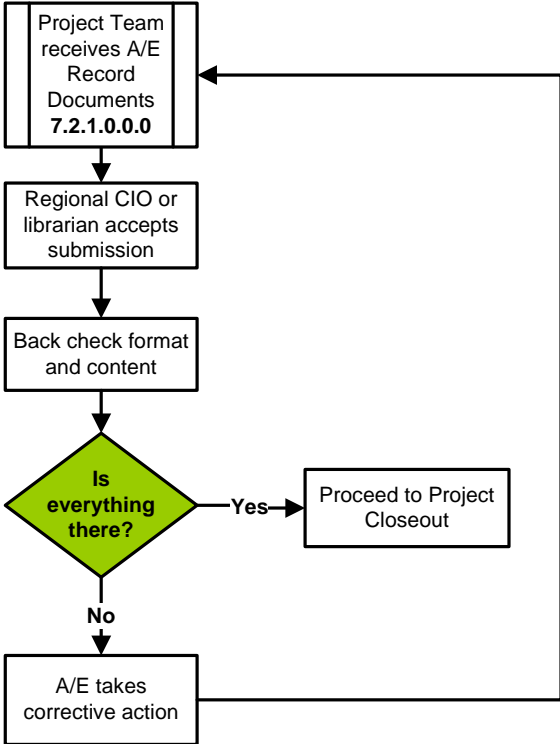 Project Team
receives A/E
Record
Documents
7.2.1.0.0.0
Regional CIO or
librarian accepts
submission
Back check format
and content
Is
everything
there?
Yes
Proceed to Project
Closeout
No
A/E takes
corrective action